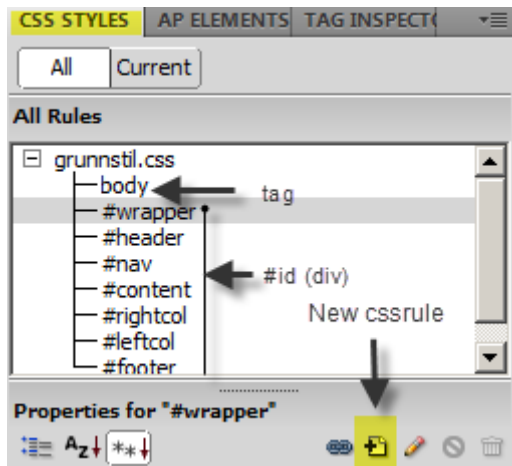 CSS STYLES AP ELEMENTS TAG INSPECT
All Current
All Rules
grunnstil.css
body
tag
#wrapper
#header
#nav
#id (div)
#content
#rightcol
New cssrule
#leftcol
#footer
Properties for "#wrapper"
AZ **